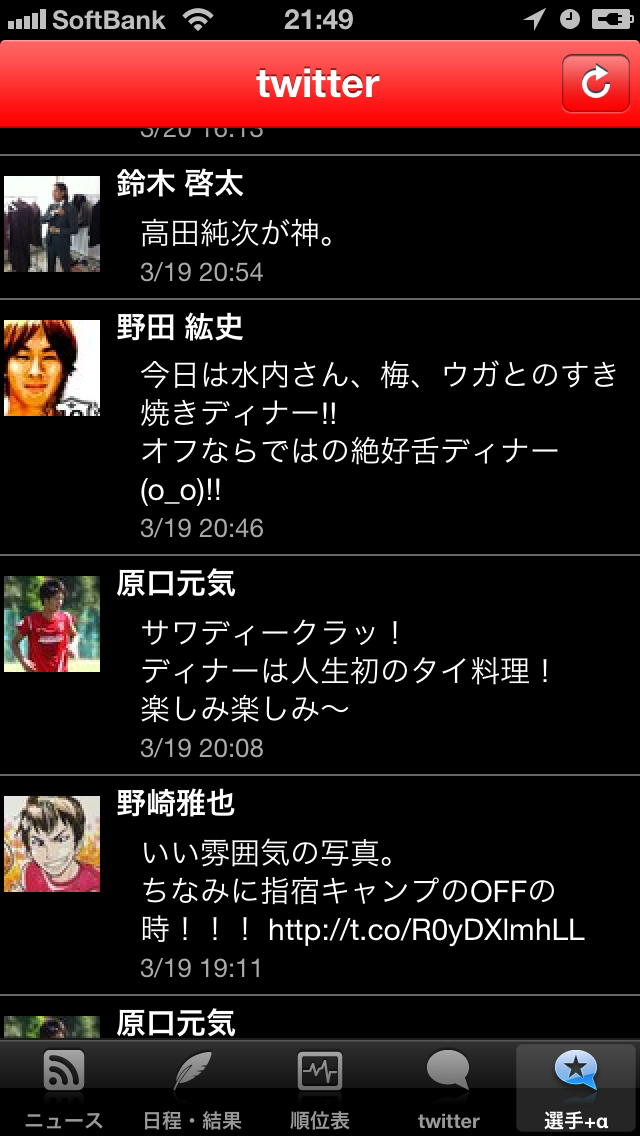 SoftBank 21:49
twitter
3/20 16:13
鈴木 啓太
高田純次が神。
3/19 20:54
野田 紘史
今日は水内さん、梅、ウガとのすき
焼きディナー!!
オフならではの絶好舌ディナー
(o_o)!!
3/19 20:46
原口元気
サワディークラッ！
ディナーは人生初のタイ料理！
楽しみ楽しみ〜
3/19 20:08
野崎雅也
いい雰囲気の写真。
ちなみに指宿キャンプのOFFの
時！！！ http://t.co/R0yDXlmhLL
3/19 19:11
原口元気
ニュース 日程・結果 順位表 twitter 選手+α